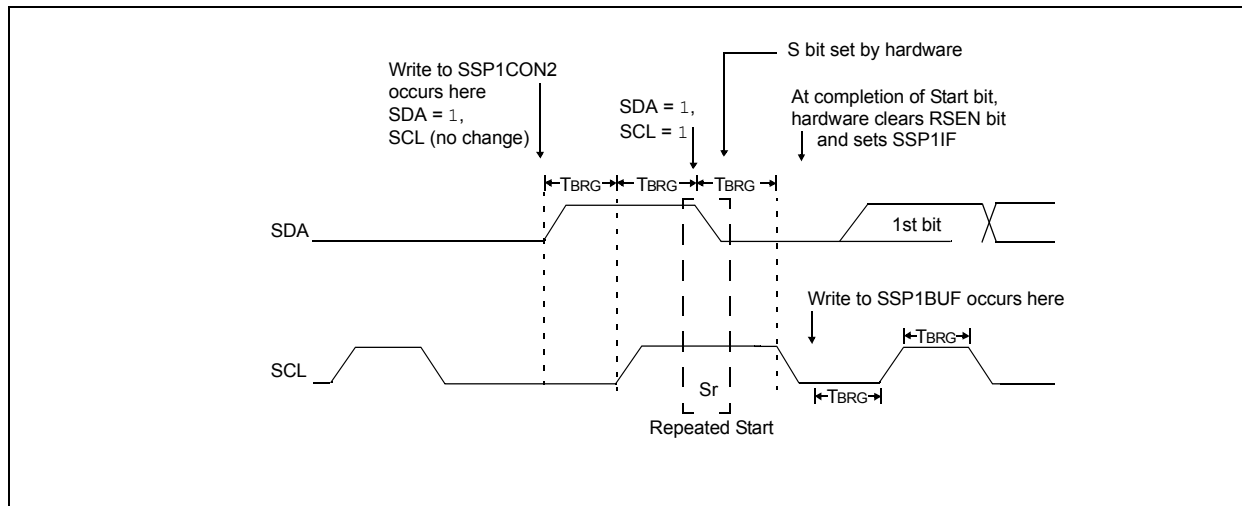 S bit set by hardware
Write to SSP1CON2
occurs here
SDA = 1,
SCL (no change)
SDA = 1,
SCL = 1
At completion of Start bit,
hardware clears RSEN bit
and sets SSP1IF
TBRG TBRG TBRG
SDA
1st bit
Write to SSP1BUF occurs here
TBRG
SCL
Sr
TBRG
Repeated Start